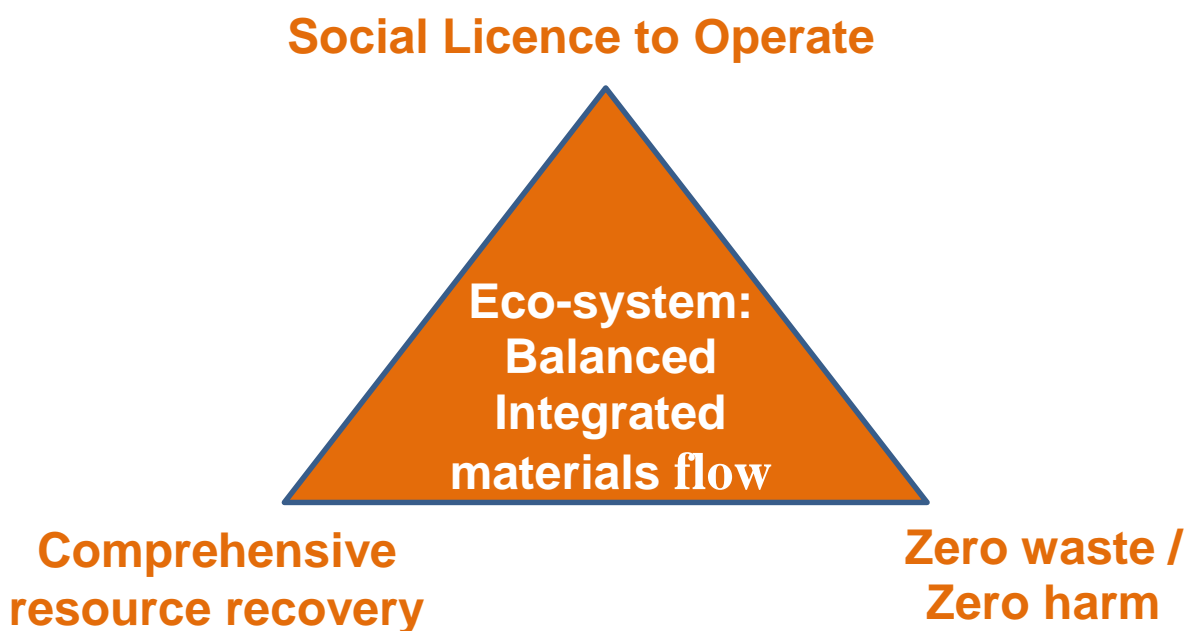 Social Licence to Operate
Eco-system:
Balanced
Integrated
materials flow
Comprehensive
resource recovery
Zero waste /
Zero harm